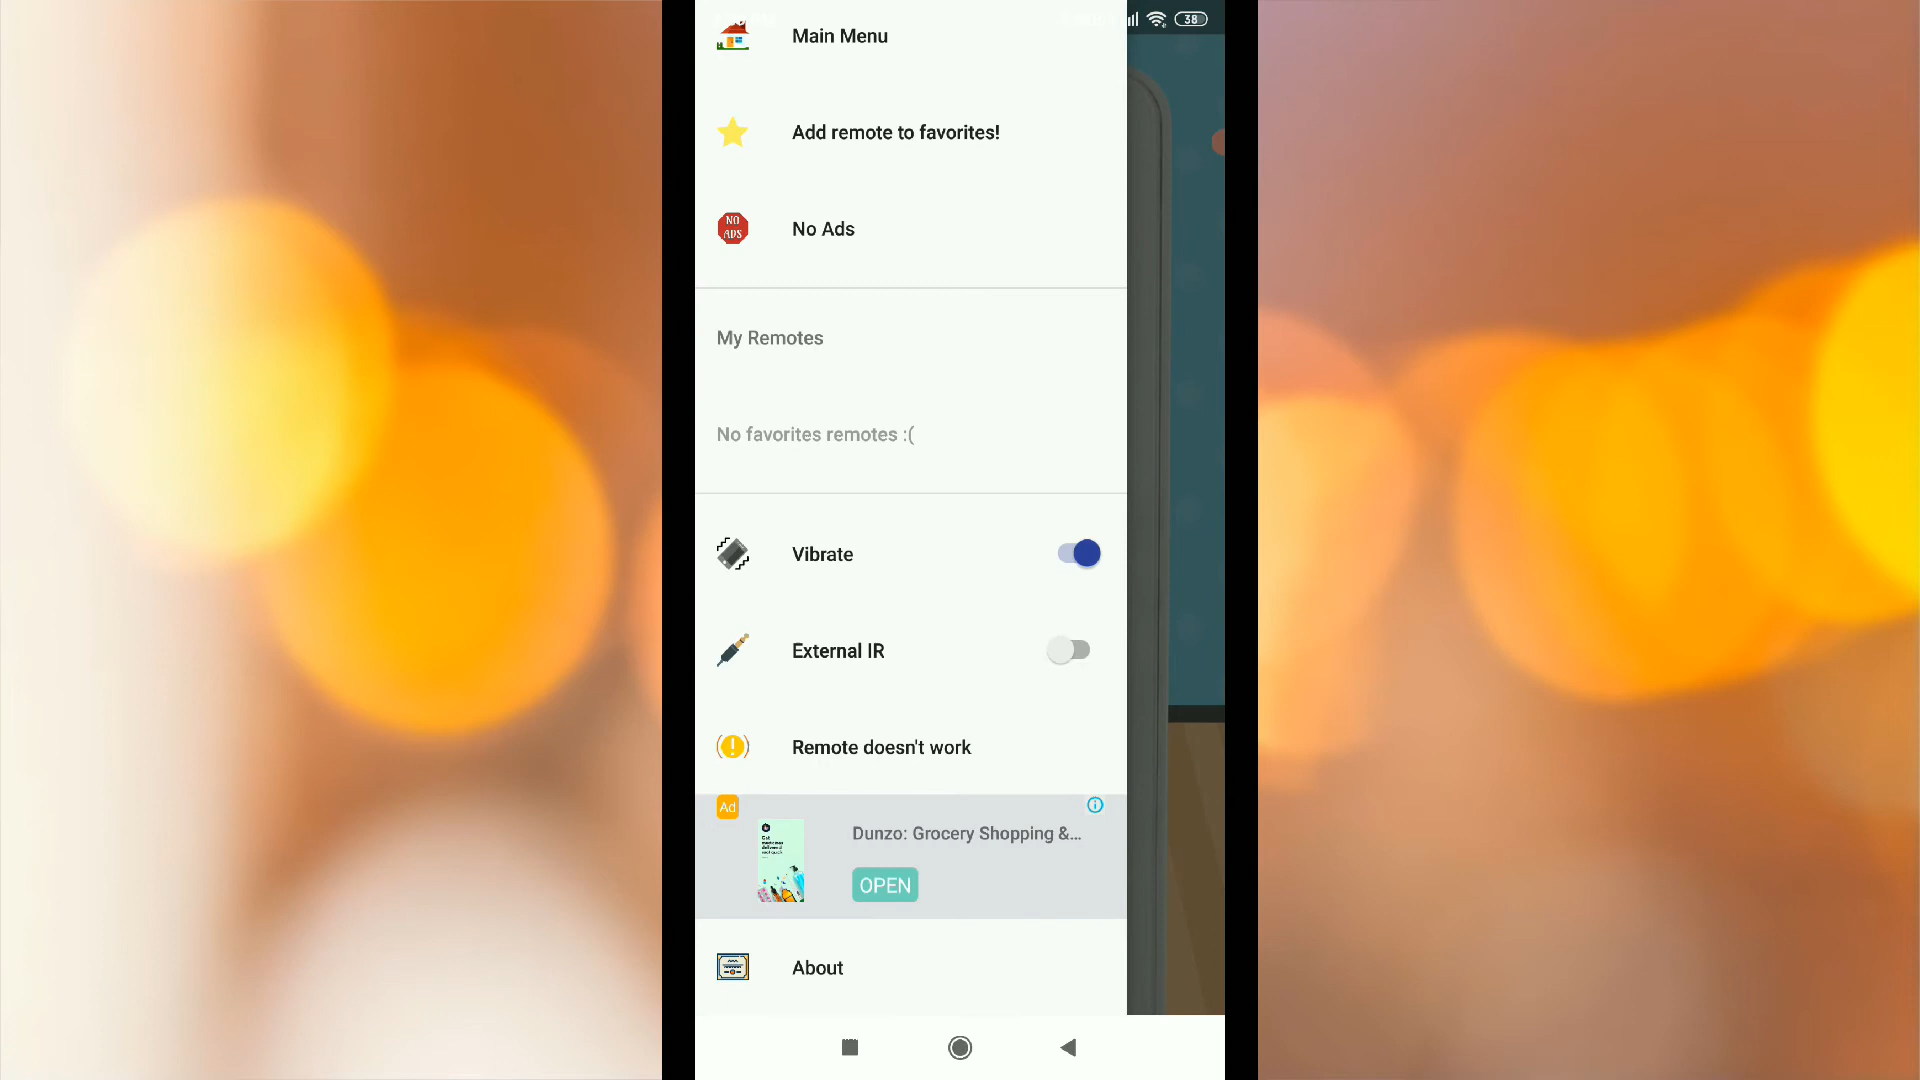 38
Main Menu
Add remote to favorites!
NO
ADS
No Ads
My Remotes
No favorites remotes :(
Vibrate
External IR
Remote doesn't work
Ad
Dunzo: Grocery Shopping &...
OPEN
About